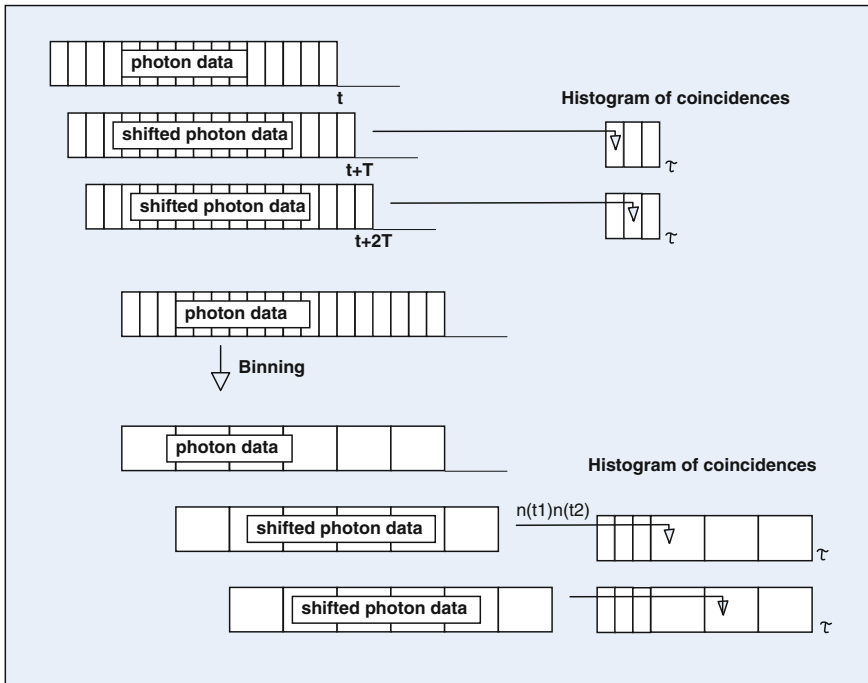 photon data
t
Histogram of coincidences
shifted photon data
t+T
τ
shifted photon data
t+2T
τ
photon data
Binning
photon data
Histogram of coincidences
n(t1)n(t2)
shifted photon data
τ
shifted photon data
τ